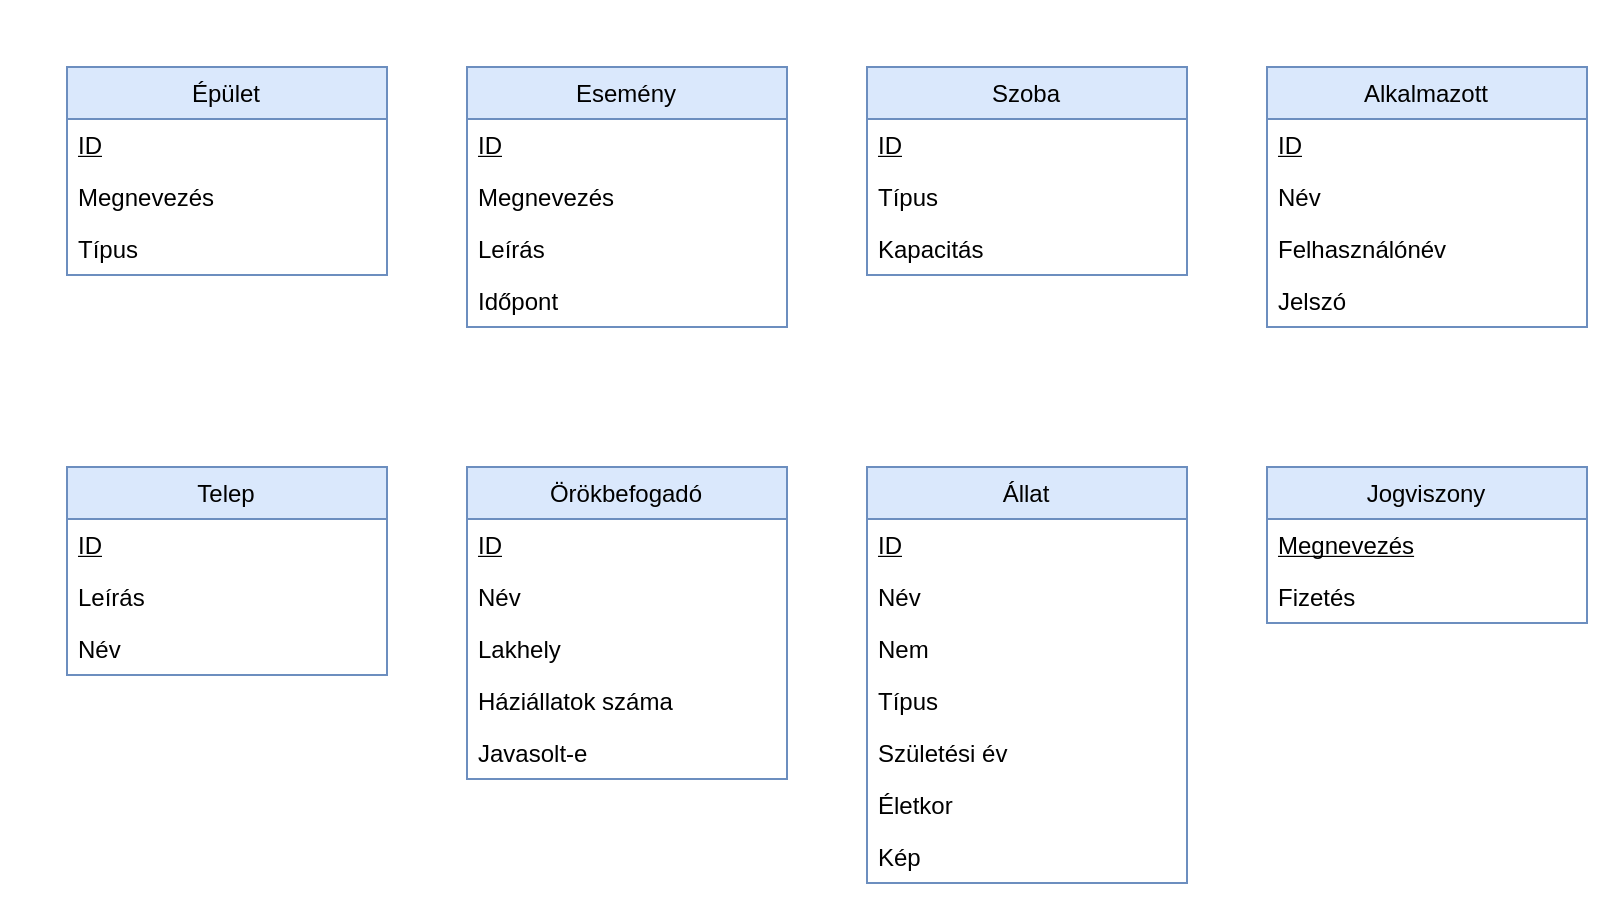 Épület
ID
Megnevezés
Típus
Esemény
ID
Megnevezés
Leírás
Időpont
Szoba
ID
Típus
Kapacitás
Alkalmazott
ID
Név
Felhasználónév
Jelszó
Telep
ID
Leírás
Név
Örökbefogadó
ID
Név
Lakhely
Háziállatok száma
Javasolt-e
Állat
ID
Név
Nem
Típus
Születési év
Életkor
Kép
Jogviszony
Megnevezés
Fizetés